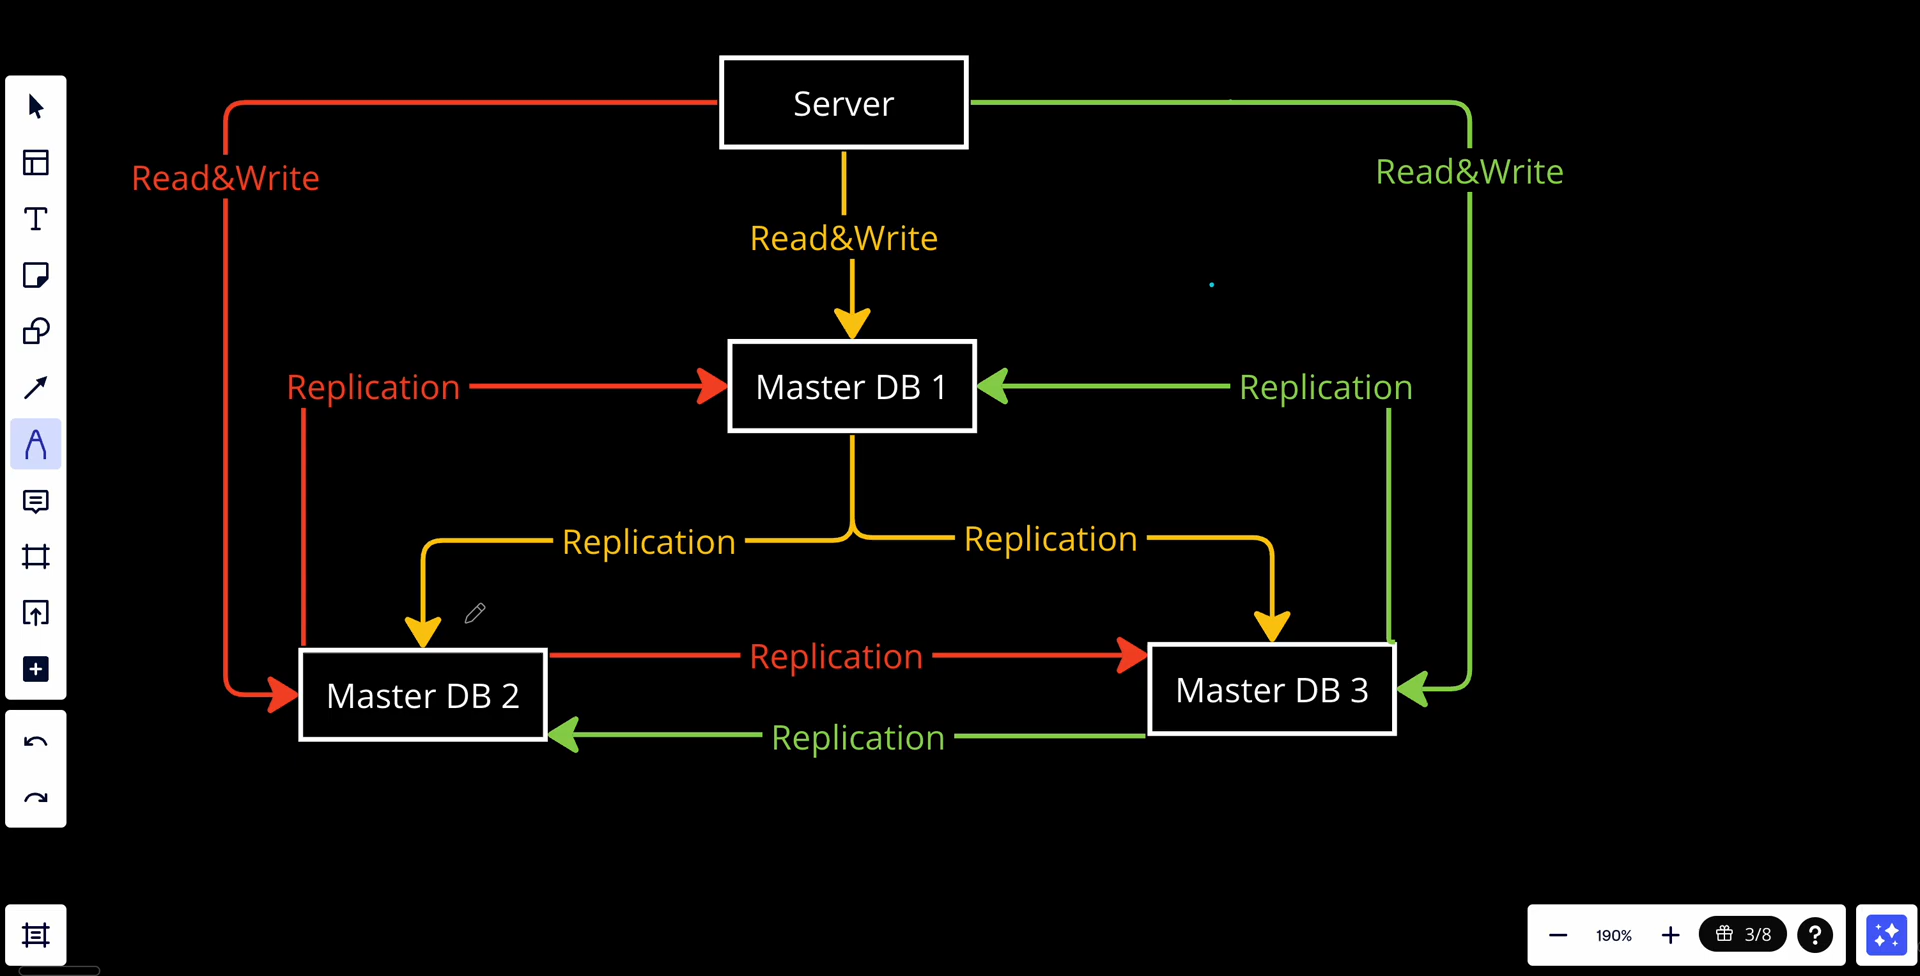 Server
Read&Write
Read&Write
Read&Write
Replication
Master DB 1
Replication
Replication
Replication
Replication
Master DB 2
Master DB 3
Replication
190%
3/8
?